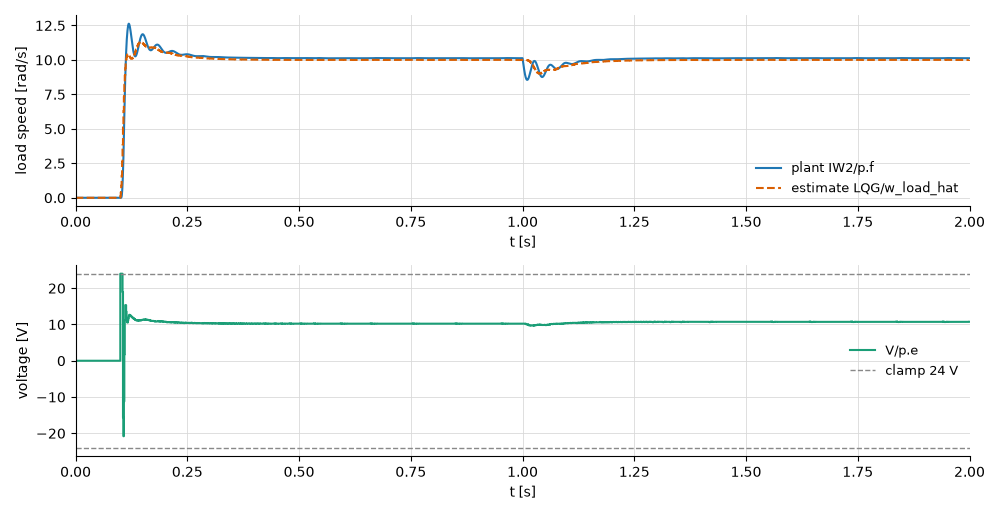 12.5
10.0
7.5
5.0
2.5
0.0
load speed [rad/s]
plant IW2/p.f
estimate LQG/w_load_hat
0.00 0.25 0.50 0.75 1.00 1.25 1.50 1.75 2.00
t [s]
20
10
0
−10
−20
voltage [V]
V/p.e
clamp 24 V
0.00 0.25 0.50 0.75 1.00 1.25 1.50 1.75 2.00
t [s]